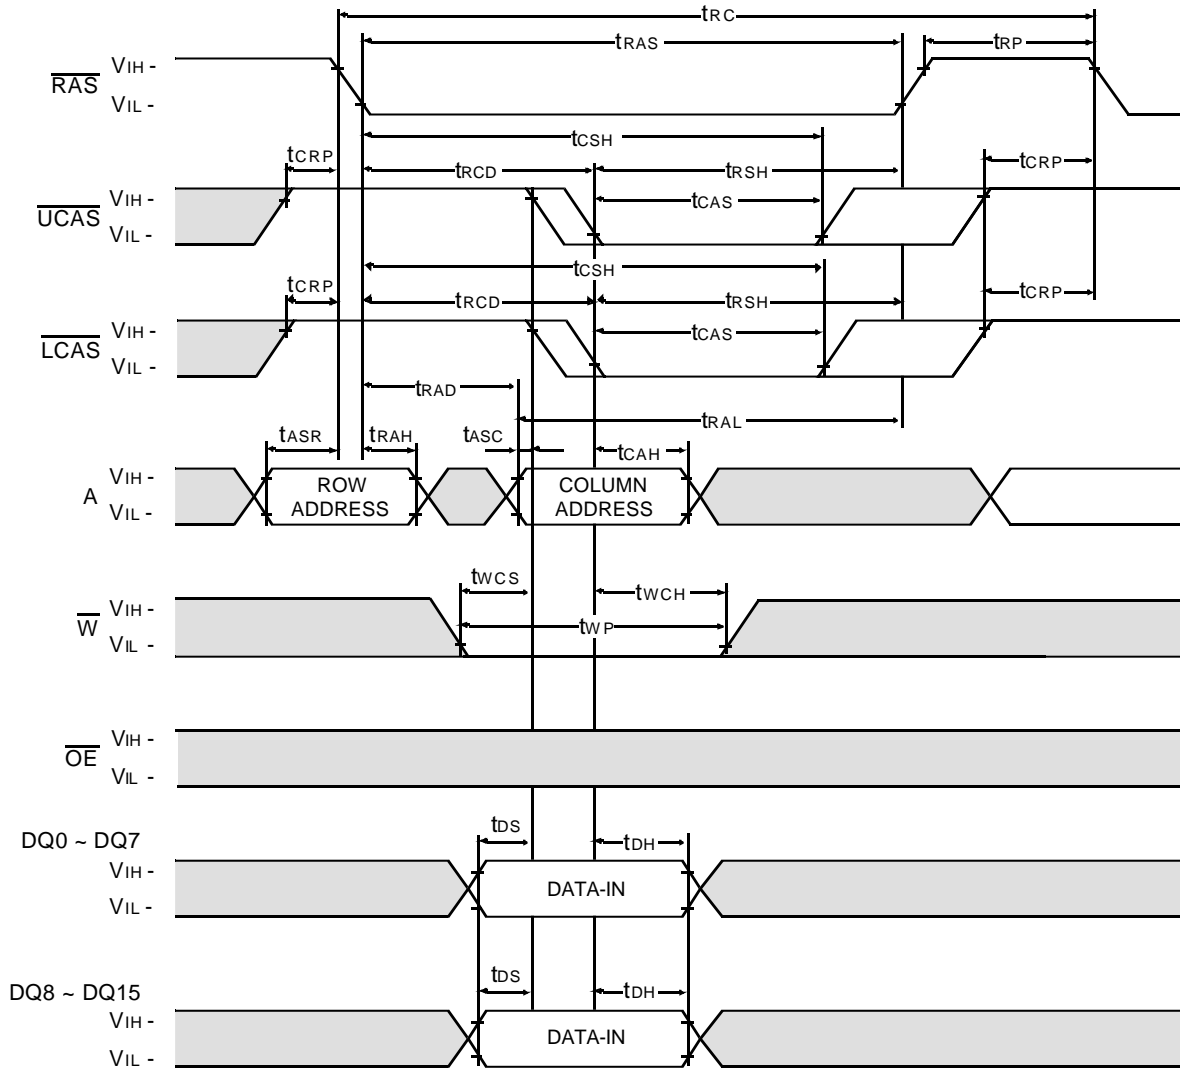 tRC
tRAS
tRP
RAS
VIH -
VIL -
tCSH
tCRP
tRCD
tRSH
tCRP
UCAS
VIH -
VIL -
tCAS
tCSH
tCRP
tRCD
tRSH
tCRP
LCAS
VIH -
VIL -
tCAS
tRAD
tRAL
tASR
tRAH
tASC
tCAH
A
VIH -
VIL -
ROW
ADDRESS
COLUMN
ADDRESS
tWCS
tWCH
W
VIH -
VIL -
tWP
OE
VIH -
VIL -
DQ0 ~ DQ7
VIH -
VIL -
tDS
tDH
DATA-IN
DQ8 ~ DQ15
VIH -
VIL -
tDS
tDH
DATA-IN